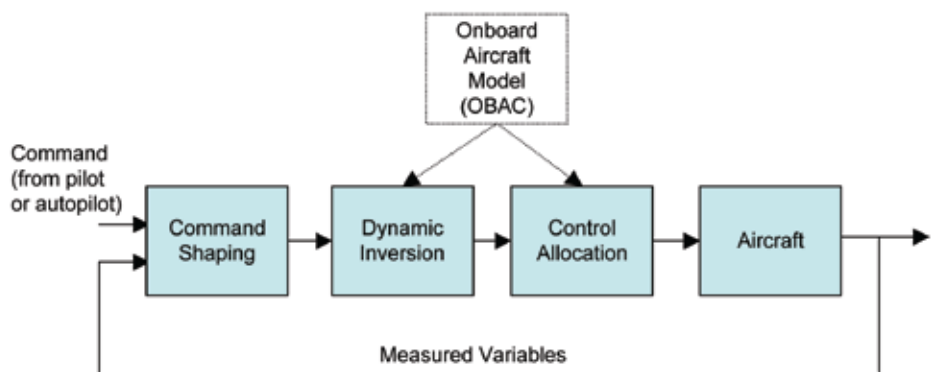 Onboard
Aircraft
Model
(OBAC)
Command
(from pilot
or autopilot)
Command
Shaping
Dynamic
Inversion
Control
Allocation
Aircraft
Measured Variables